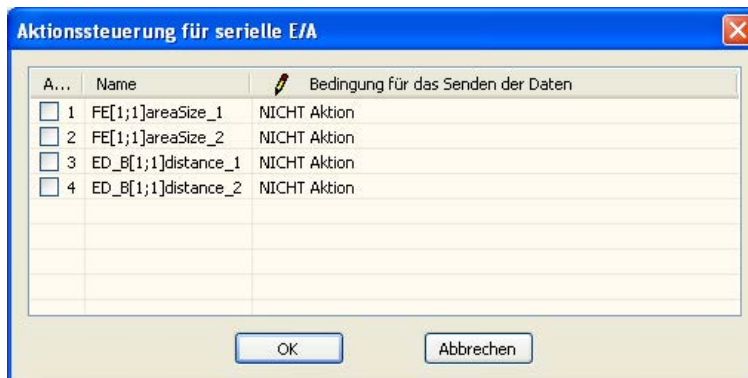 Aktionssteuerung für serielle E/A
A... Name Bedingung für das Senden der Daten
1 FE[1;1]areaSize_1 NICHT Aktion
2 FE[1;1]areaSize_2 NICHT Aktion
3 ED_B[1;1]distance_1 NICHT Aktion
4 ED_B[1;1]distance_2 NICHT Aktion
OK Abbrechen